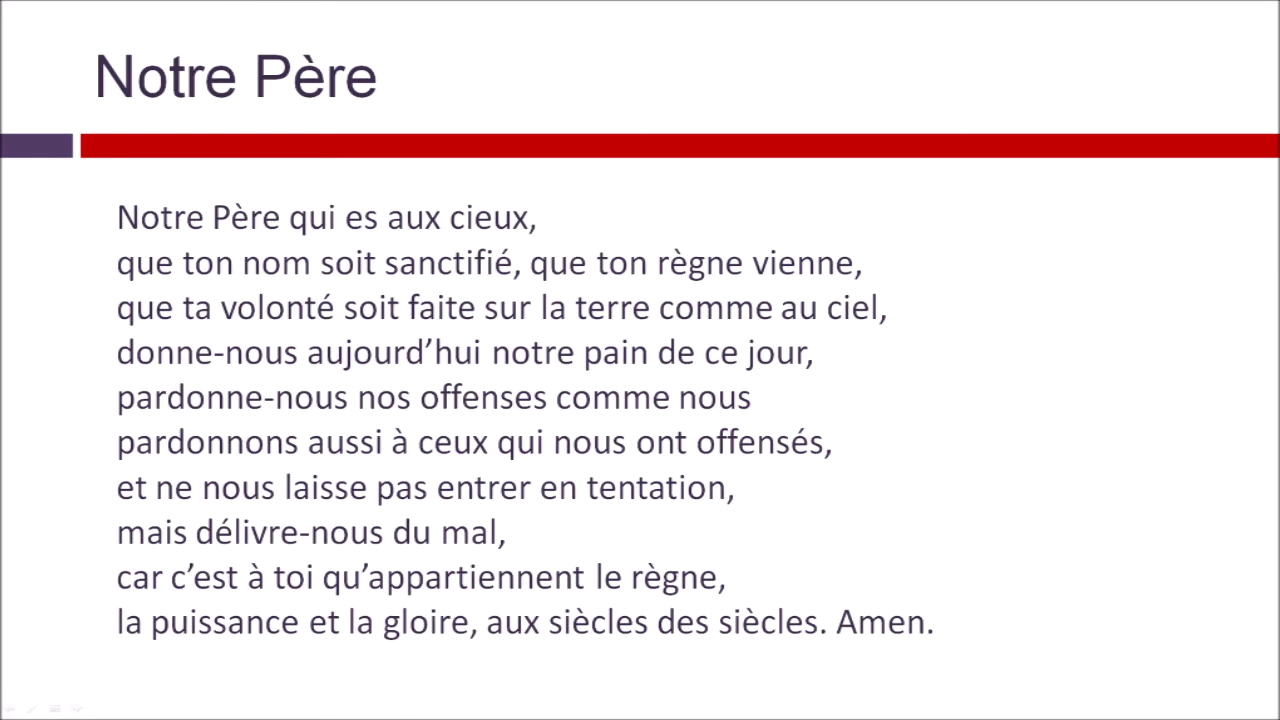 Notre Père
Notre Père qui es aux cieux,
que ton nom soit sanctifié, que ton règne vienne,
que ta volonté soit faite sur la terre comme au ciel,
donne-nous aujourd’hui notre pain de ce jour,
pardonne-nous nos offenses comme nous
pardonnons aussi à ceux qui nous ont offensés,
et ne nous laisse pas entrer en tentation,
mais délivre-nous du mal,
car c’est à toi qu’appartiennent le règne,
la puissance et la gloire, aux siècles des siècles. Amen.